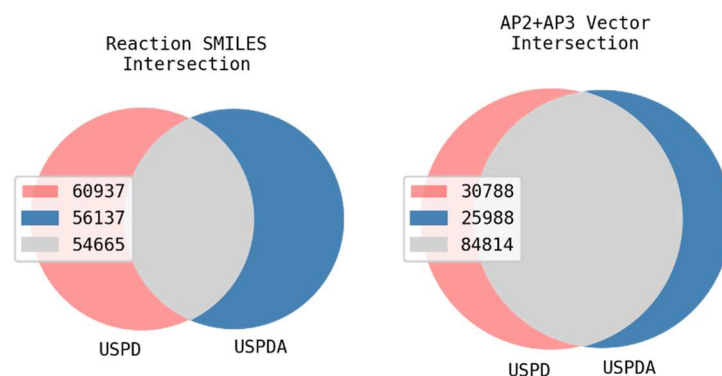 Reaction SMILES
Intersection
60937
56137
54665
USPD
USPDA
AP2+AP3 Vector
Intersection
30788
25988
84814
USPD
USPDA